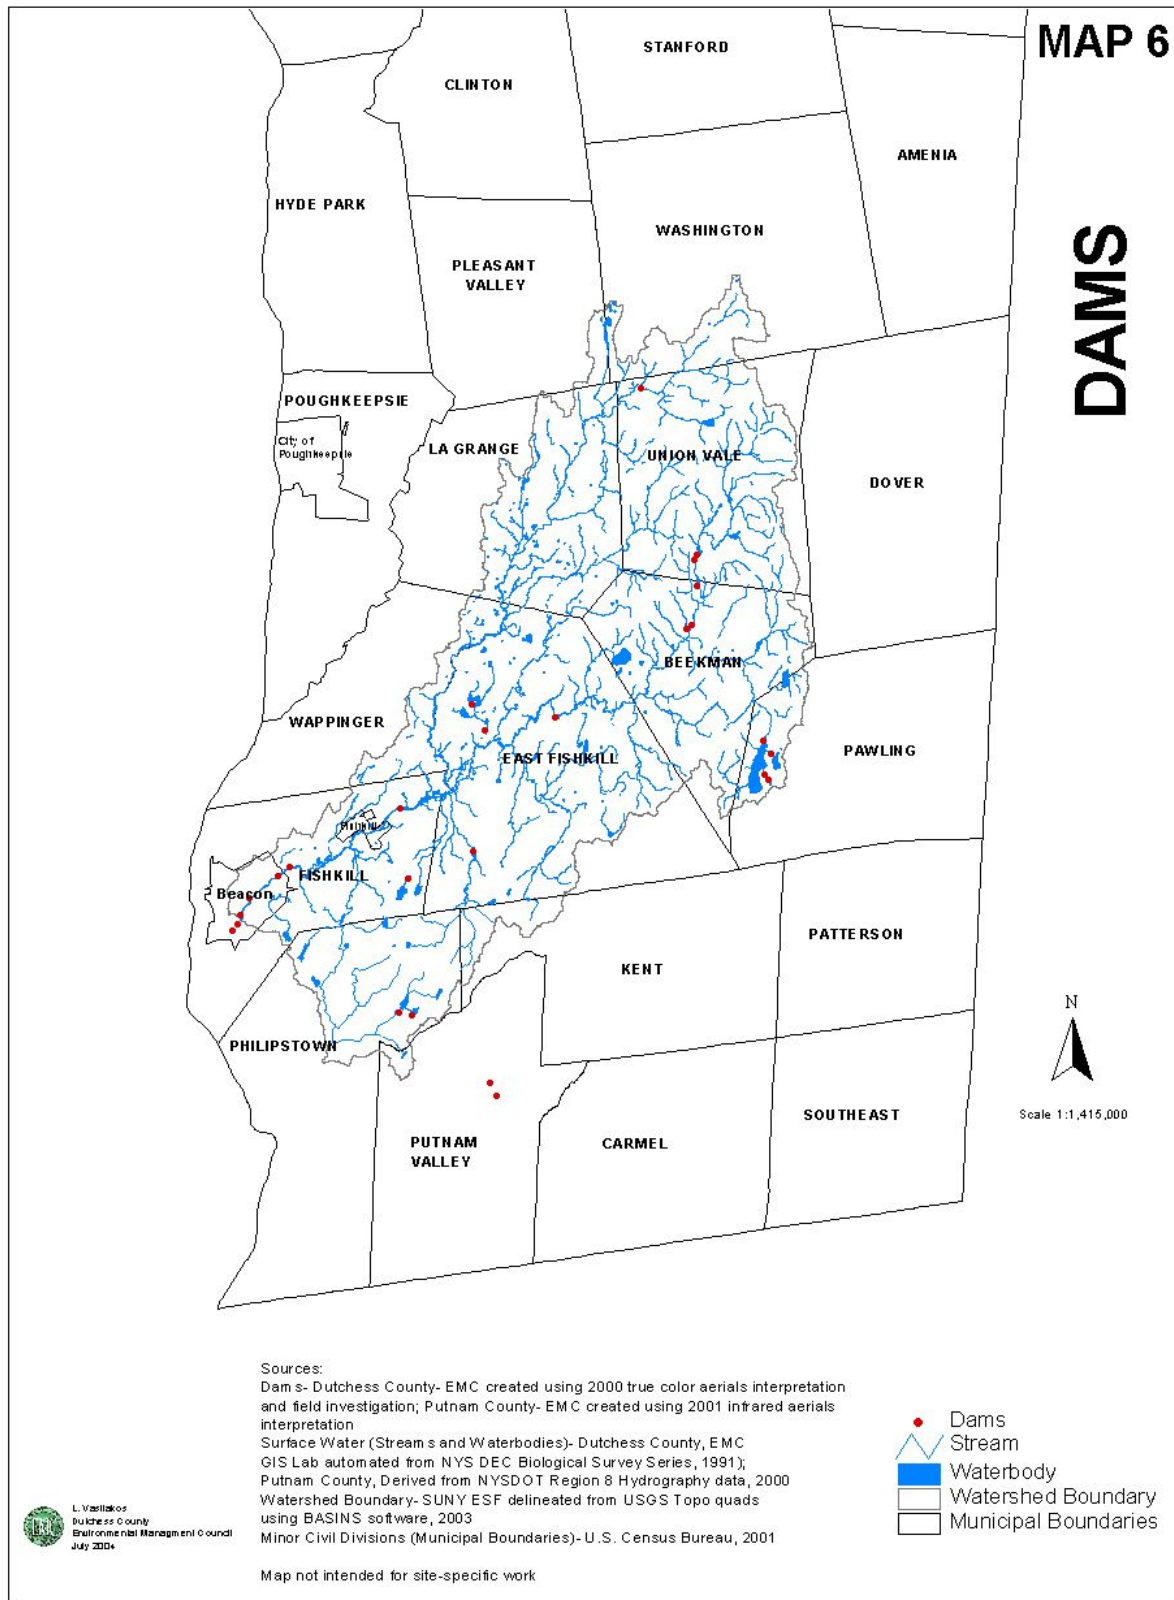 MAP 6
DAMS
STANFORD
CLINTON
AMENIA
HYDE PARK
WASHINGTON
PLEASANT
VALLEY
POUGHKEEPSIE
City of
Poughkeepsie
LA GRANGE
UNION VALE
DOVER
BEEKMAN
WAPPINGER
EAST FISHKILL
PAWLING
FISHKILL
Beacon
PATTERSON
KENT
PHILIPSTOWN
N
Scale 1:1,415,000
SOUTHEAST
PUTNAM
VALLEY
CARMEL
Sources:
Dams- Dutchess County- EMC created using 2000 true color aerials interpretation
and field investigation; Putnam County- EMC created using 2001 infrared aerials
interpretation
Surface Water (Streams and Waterbodies)- Dutchess County, EMC
GIS Lab automated from NYS DEC Biological Survey Series, 1991);
Putnam County, Derived from NYSDOT Region 8 Hydrography data, 2000
Watershed Boundary- SUNY ESF delineated from USGS Topo quads
using BASINS software, 2003
Minor Civil Divisions (Municipal Boundaries)- U.S. Census Bureau, 2001
Map not intended for site-specific work
Dams
Stream
Waterbody
Watershed Boundary
Municipal Boundaries
L. Vasilakos
Dutchess County
Environmental Managment Council
July 2004